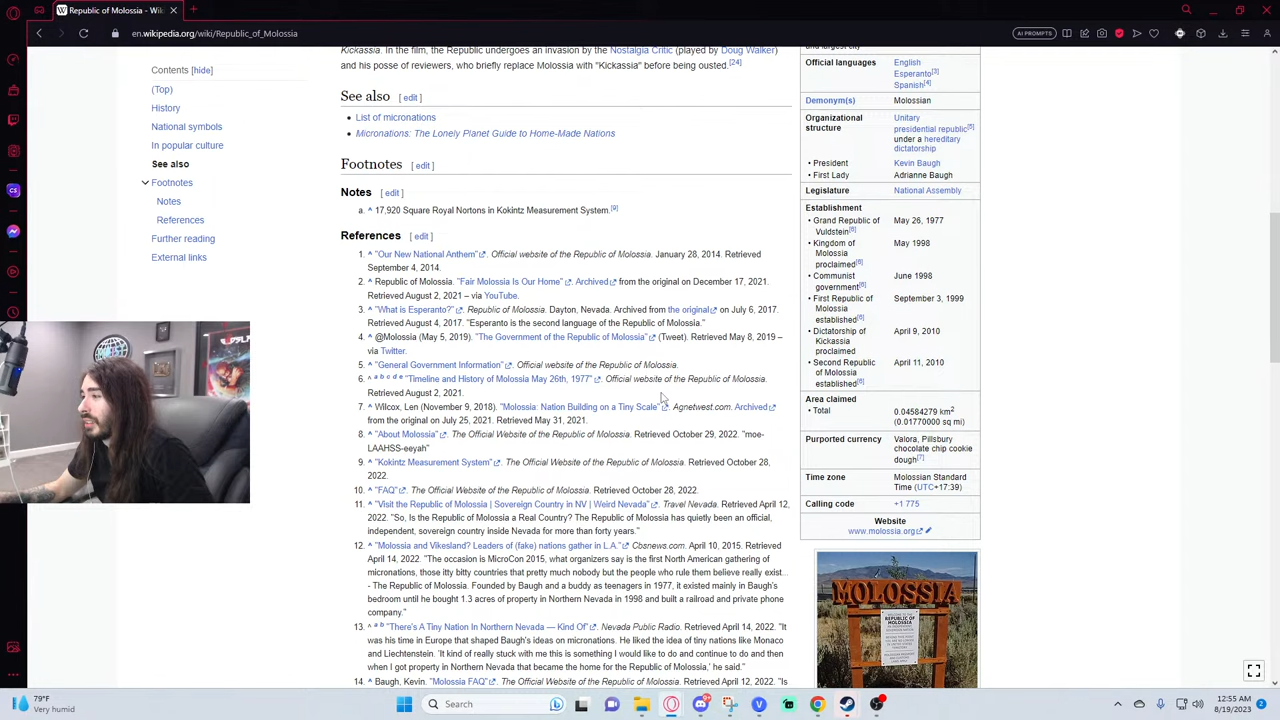 Republic of Molossia - Wik
en.wikipedia.org/wiki/Republic_of_Molossia
AI PROMPTS
Contents [hide]
(Top)
History
National symbols
In popular culture
See also
Footnotes
Notes
References
Further reading
External links
Kickassia. In the film, the Republic undergoes an invasion by the Nostalgia Critic (played by Doug Walker)
and his posse of reviewers, who briefly replace Molossia with "Kickassia" before being ousted.[24]
See also [ edit ]
• List of micronations
• Micronations: The Lonely Planet Guide to Home-Made Nations
Footnotes [ edit ]
Notes [ edit ]
a. ^ 17,920 Square Royal Nortons in Kokintz Measurement System.[9]
References [ edit ]
1. ^ "Our New National Anthem". Official website of the Republic of Molossia. January 28, 2014. Retrieved
September 4, 2014.
2. ^ Republic of Molossia. "Fair Molossia Is Our Home". Archived from the original on December 17, 2021.
Retrieved August 2, 2021 – via YouTube.
3. ^ "What is Esperanto?". Republic of Molossia. Dayton, Nevada. Archived from the original on July 6, 2017.
Retrieved August 4, 2017. "Esperanto is the second language of the Republic of Molossia."
4. ^ @Molossia (May 5, 2019). "The Government of the Republic of Molossia" (Tweet). Retrieved May 8, 2019 –
via Twitter.
5. ^ "General Government Information". Official website of the Republic of Molossia.
6. ^ a b c d e "Timeline and History of Molossia May 26th, 1977". Official website of the Republic of Molossia.
Retrieved August 2, 2021.
7. ^ Wilcox, Len (November 9, 2018). "Molossia: Nation Building on a Tiny Scale". Agnetwest.com. Archived
from the original on July 25, 2021. Retrieved May 31, 2021.
8. ^ "About Molossia". The Official Website of the Republic of Molossia. Retrieved October 29, 2022. "moe-
LAAHSS-eeyah"
9. ^ "Kokintz Measurement System". The Official Website of the Republic of Molossia. Retrieved October 28,
2022.
10. ^ "FAQ". The Official Website of the Republic of Molossia. Retrieved October 28, 2022.
11. ^ "Visit the Republic of Molossia | Sovereign Country in NV | Weird Nevada". Travel Nevada. Retrieved April 12,
2022. "So, Is the Republic of Molossia a Real Country? The Republic of Molossia has quietly been an official,
independent, sovereign country inside Nevada for more than forty years."
12. ^ "Molossia and Vikesland? Leaders of (fake) nations gather in L.A." Cbsnews.com. April 10, 2015. Retrieved
April 14, 2022. "The occasion is MicroCon 2015, what organizers say is the first North American gathering of
micronations, those itty bitty countries that pretty much nobody but the people who rule them believe really exist...
- The Republic of Molossia. Founded by Baugh and a buddy as teenagers in 1977, it existed mainly in Baugh's
bedroom until he bought 1.3 acres of property in Northern Nevada in 1998 and built a railroad and private phone
company."
13. ^ a b "There's A Tiny Nation In Northern Nevada — Kind Of". Nevada Public Radio. Retrieved April 14, 2022. "It
was his time in Europe that shaped Baugh's ideas on micronations. He liked the idea of tiny nations like Monaco
and Liechtenstein. 'It kind of really stuck with me this is something I would like to do and continue to do and then
when I got property in Northern Nevada that became the home for the Republic of Molossia,' he said."
14. ^ Baugh, Kevin. "Molossia FAQ". The Official Website of the Republic of Molossia. Retrieved April 12, 2022. "Is
and largest city
Official languages English
Esperanto[3]
Spanish[4]
Demonym(s) Molossian
Organizational structure Unitary
presidential republic[5]
under a hereditary
dictatorship
• President Kevin Baugh
• First Lady Adrianne Baugh
Legislature National Assembly
Establishment
• Grand Republic of Vuldstein[6] May 26, 1977
• Kingdom of Molossia proclaimed[6] May 1998
• Communist government[6] June 1998
• First Republic of Molossia established[6] September 3, 1999
• Dictatorship of Kickassia proclaimed April 9, 2010
• Second Republic of Molossia established[6] April 11, 2010
Area claimed
• Total 0.04584279 km2
(0.01770000 sq mi)
Purported currency Valora, Pillsbury
chocolate chip cookie
dough[7]
Time zone Molossian Standard
Time (UTC+17:39)
Calling code +1 775
Website
www.molossia.org
MOLOSSIA
REPUBLIC OF
MOLOSSIA
79°F
Very humid
Search
12:55 AM
8/19/2023